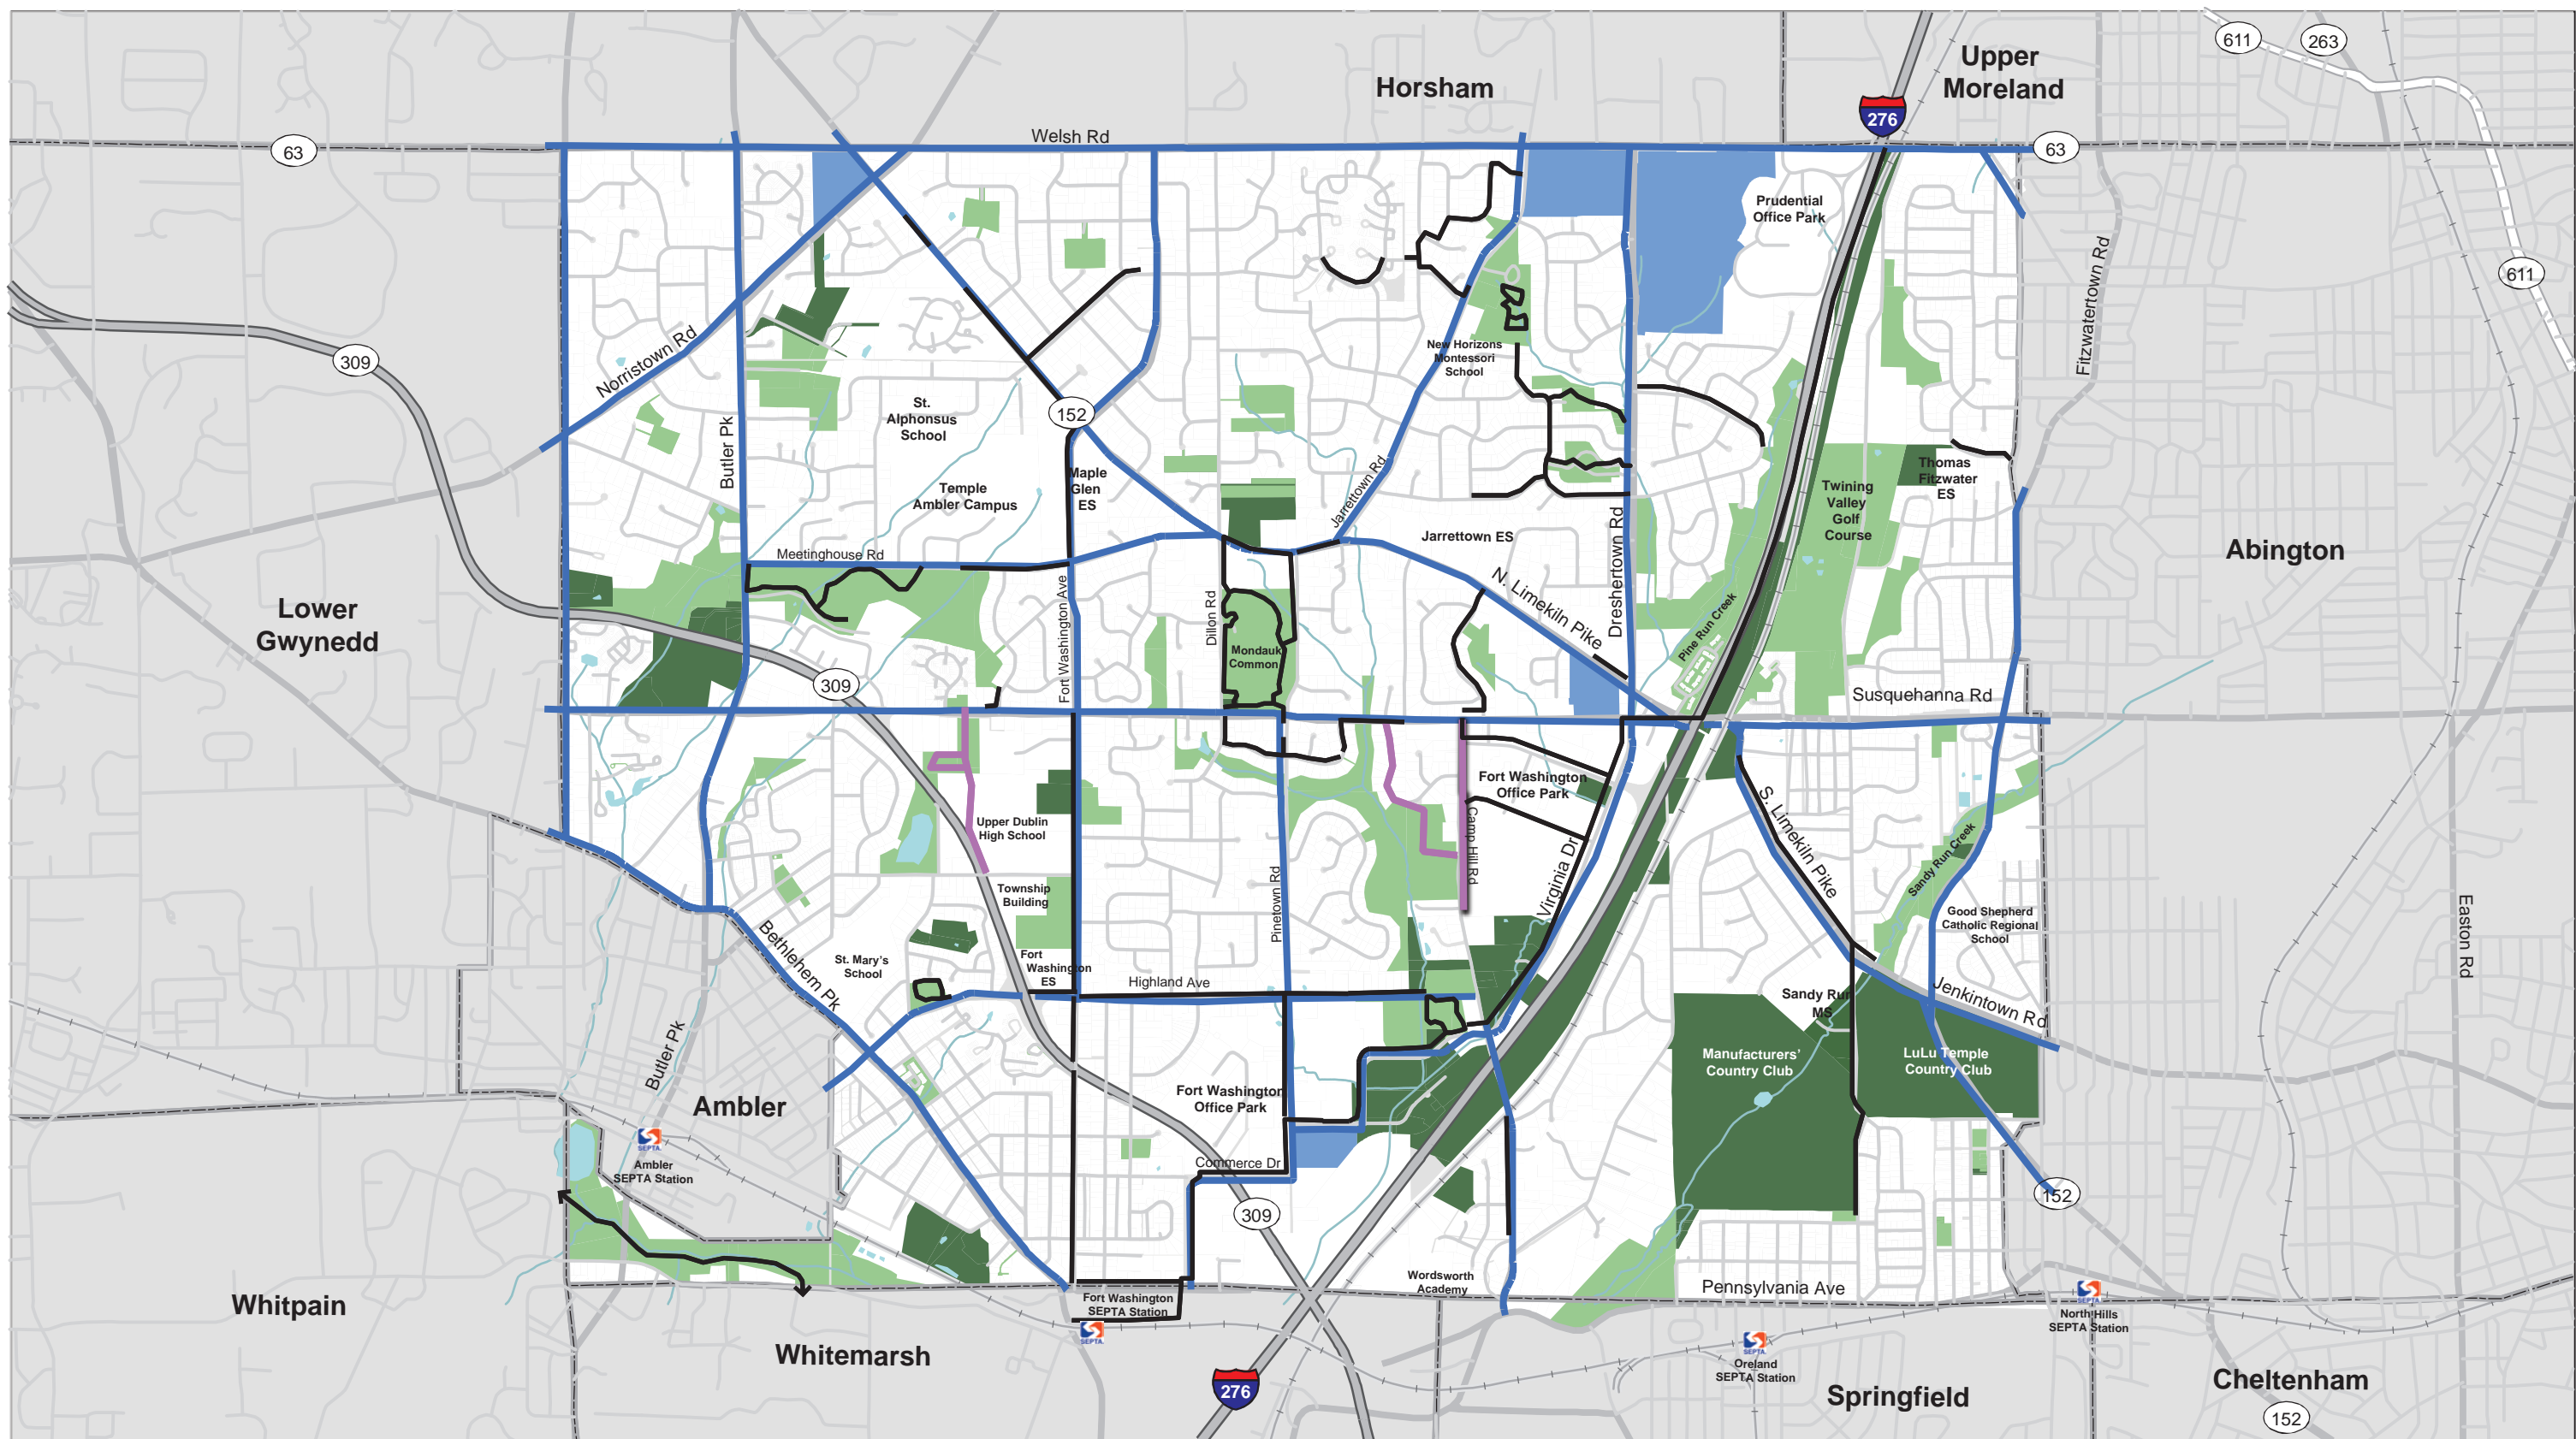 611
263
Upper
Moreland
Horsham
276
Welsh Rd
63
63
Prudential
Office Park
Fitzwatertown Rd
611
309
Norristown Rd
New Horizons
Montessori
School
St.
Alphonsus
School
152
Butler Pk
Maple
Glen
ES
Temple
Ambler Campus
Jarrettown Rd
Thomas
Fitzwater
ES
Twining
Valley
Golf
Course
Jarrettown ES
Dreshertown Rd
Meetinghouse Rd
Abington
Lower
Gwynedd
Fort Washington Ave
Dillon Rd
N. Limekiln Pike
Pine Run Creek
Mondauk
Common
309
Susquehanna Rd
Fort Washington
Office Park
Camp Hill Rd
S. Limekiln Pike
Upper Dublin
High School
Virginia Dr
Sandy Run Creek
Township
Building
Pinetown Rd
Good Shepherd
Catholic Regional
School
Easton Rd
Bethlehem Pk
St. Mary's
School
Fort
Washington
ES
Highland Ave
Sandy Run
MS
Jenkintown Rd
Butler Pk
Manufacturers'
Country Club
LuLu Temple
Country Club
Fort Washington
Office Park
Ambler
SEPTA
Ambler
SEPTA Station
Commerce Dr
152
309
Whitpain
Wordsworth
Academy
Pennsylvania Ave
Fort Washington
SEPTA Station
SEPTA
SEPTA
North Hills
SEPTA Station
Whitemarsh
SEPTA
Oreland
SEPTA Station
276
Springfield
Cheltenham
152